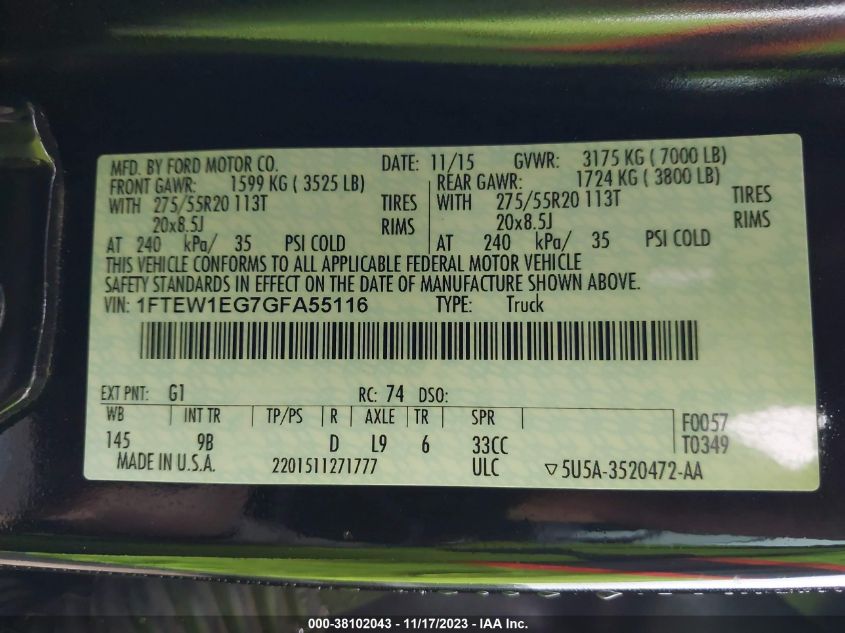 MFD. BY FORD MOTOR CO. DATE: 11/15 GVWR: 3175 KG ( 7000 LB)
FRONT GAWR: 1599 KG ( 3525 LB) REAR GAWR: 1724 KG ( 3800 LB)
WITH 275/55R20 113T TIRES WITH 275/55R20 113T TIRES
20x8.5J RIMS 20x8.5J RIMS
AT 240 kPa/ 35 PSI COLD AT 240 kPa/ 35 PSI COLD
THIS VEHICLE CONFORMS TO ALL APPLICABLE FEDERAL MOTOR VEHICLE
SAFETY STANDARDS IN EFFECT ON THE DATE OF MANUFACTURE SHOWN ABOVE.
VIN: 1FTEW1EG7GFA55116 TYPE: Truck
EXT PNT: G1 RC: 74 DSO:
WB INT TR TP/PS R AXLE TR SPR F0057
145 9B D L9 6 33CC T0349
MADE IN U.S.A. 2201511271777 ULC ▽5U5A-3520472-AA
000-38102043 - 11/17/2023 - IAA Inc.